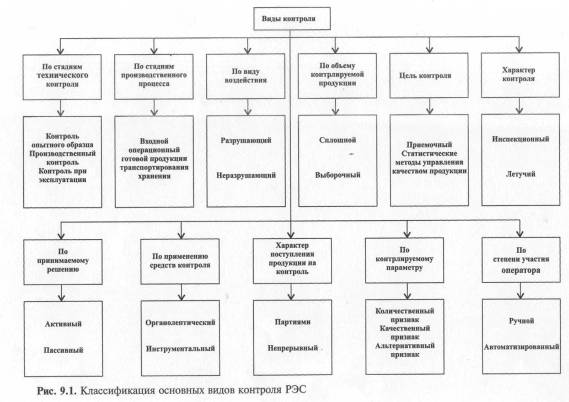 Виды контроля
По стадиям
технического
контроля
По стадиям
производственного
процесса
По виду
воздействия
По объему
контрлируемой
продукции
Цель контроля
Характер
контроля
Контроль
опытного образца
Производственный
контроль
Контроль при
эксплуатации
Входной
операционный
готовой продукции
транспортирования
хранения
Разрушающий
Неразрушающий
Сплошной
Выборочный
Приемочный
Статистические
методы управления
качеством продукции
Инспекционный
Летучий
По
принимаемому
решению
По применению
средств контроля
Характер
поступления
продукции на
контроль
По
контрлируемому
параметру
По
степени участия
оператора
Активный
Пассивный
Органолептический
Инструментальный
Партиями
Непрерывный
Количественный
признак
Качественный
признак
Альтернативный
признак
Ручной
Автоматизированный
Рис. 9.1. Классификация основных видов контроля РЭС